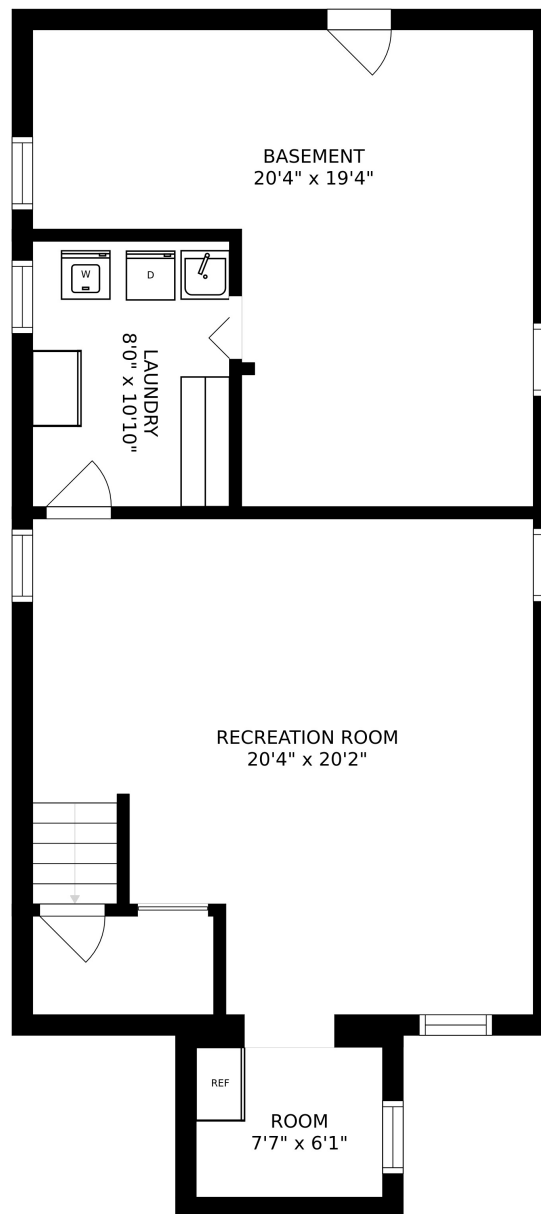 BASEMENT
20'4" x 19'4"
W
D
LAUNDRY
8'0" x 10'10"
RECREATION ROOM
20'4" x 20'2"
REF
ROOM
7'7" x 6'1"